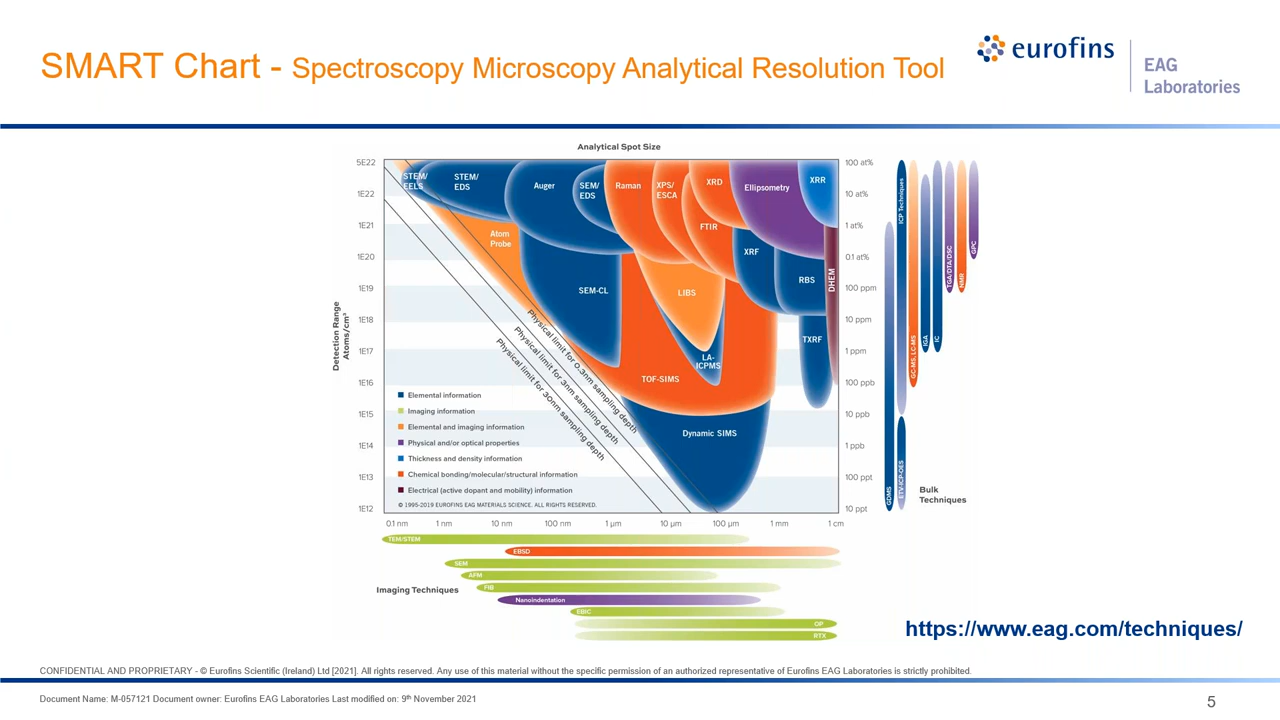 SMART Chart - Spectroscopy Microscopy Analytical Resolution Tool
eurofins
EAG
Laboratories
Analytical Spot Size
Detection Range
Atoms/cm³
5E22
1E22
1E21
1E20
1E19
1E18
1E17
1E16
1E15
1E14
1E13
1E12
100 at%
10 at%
1 at%
0.1 at%
100 ppm
10 ppm
1 ppm
100 ppb
10 ppb
1 ppb
100 ppt
10 ppt
STEM/
EELS
STEM/
EDS
Auger
SEM/
EDS
Raman
XPS/
ESCA
XRD
Ellipsometry
XRR
Atom
Probe
FTIR
XRF
SEM-CL
LIBS
RBS
DHEM
TXRF
LA-
ICPMS
TOF-SIMS
Dynamic SIMS
Physical limit for 0.3nm sampling depth
Physical limit for 3nm sampling depth
Physical limit for 30nm sampling depth
Elemental information
Imaging information
Elemental and imaging information
Physical and/or optical properties
Thickness and density information
Chemical bonding/molecular/structural information
Electrical (active dopant and mobility) information
© 1995-2019 EUROFINS EAG MATERIALS SCIENCE. ALL RIGHTS RESERVED.
0.1 nm
1 nm
10 nm
100 nm
1 µm
10 µm
100 µm
1 mm
1 cm
GDMS
ICP Techniques
ETV-ICP-OES
GC-MS, LC-MS
IGA
IC
TGA/DTA/DSC
NMR
GPC
Bulk
Techniques
Imaging Techniques
TEM/STEM
EBSD
SEM
AFM
FIB
Nanoindentation
EBIC
OP
RTX
https://www.eag.com/techniques/
CONFIDENTIAL AND PROPRIETARY - © Eurofins Scientific (Ireland) Ltd [2021]. All rights reserved. Any use of this material without the specific permission of an authorized representative of Eurofins EAG Laboratories is strictly prohibited.
Document Name: M-057121 Document owner: Eurofins EAG Laboratories Last modified on: 9th November 2021
5